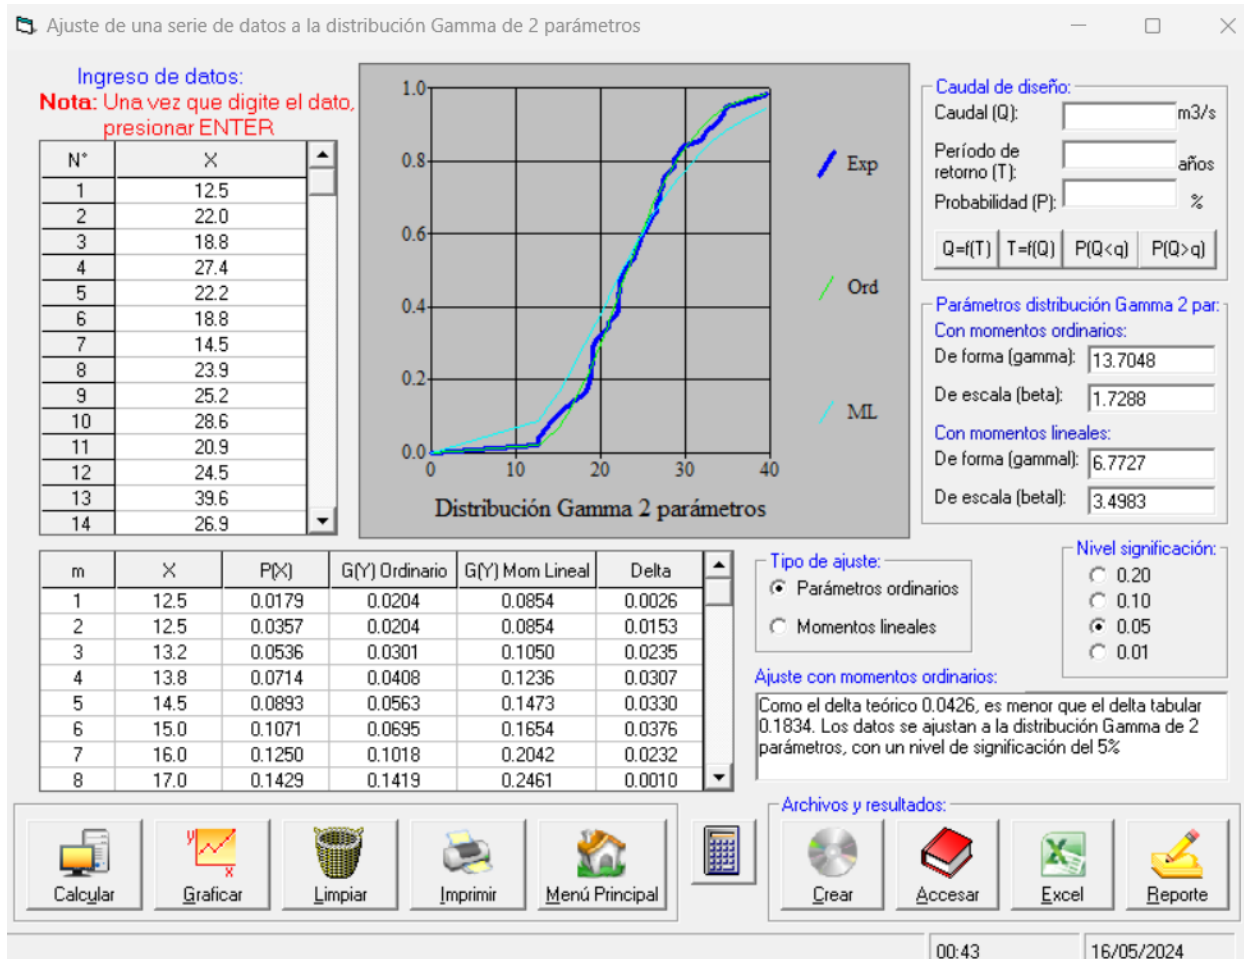 Ajuste de una serie de datos a la distribución Gamma de 2 parámetros
Ingreso de datos:
Nota: Una vez que digite el dato,
presionar ENTER
N° X
1 12.5
2 22.0
3 18.8
4 27.4
5 22.2
6 18.8
7 14.5
8 23.9
9 25.2
10 28.6
11 20.9
12 24.5
13 39.6
14 26.9
1.0
0.8
0.6
0.4
0.2
0.0
0 10 20 30 40
Distribución Gamma 2 parámetros
Exp
Ord
ML
Caudal de diseño:
Caudal (Q): m3/s
Período de
retorno (T): años
Probabilidad (P): %
Q=f(T) T=f(Q) P(Q<q) P(Q>q)
Parámetros distribución Gamma 2 par:
Con momentos ordinarios:
De forma (gamma): 13.7048
De escala (beta): 1.7288
Con momentos lineales:
De forma (gammal): 6.7727
De escala (betal): 3.4983
m X P(X) G(Y) Ordinario G(Y) Mom Lineal Delta
1 12.5 0.0179 0.0204 0.0854 0.0026
2 12.5 0.0357 0.0204 0.0854 0.0153
3 13.2 0.0536 0.0301 0.1050 0.0235
4 13.8 0.0714 0.0408 0.1236 0.0307
5 14.5 0.0893 0.0563 0.1473 0.0330
6 15.0 0.1071 0.0695 0.1654 0.0376
7 16.0 0.1250 0.1018 0.2042 0.0232
8 17.0 0.1429 0.1419 0.2461 0.0010
Tipo de ajuste:
Parámetros ordinarios
Momentos lineales
Nivel significación:
0.20
0.10
0.05
0.01
Ajuste con momentos ordinarios:
Como el delta teórico 0.0426, es menor que el delta tabular
0.1834. Los datos se ajustan a la distribución Gamma de 2
parámetros, con un nivel de significación del 5%
Calcular
y
x
Graficar
Limpiar
Imprimir
Menú Principal
Archivos y resultados:
Crear
Accesar
Excel
Reporte
00:43 16/05/2024